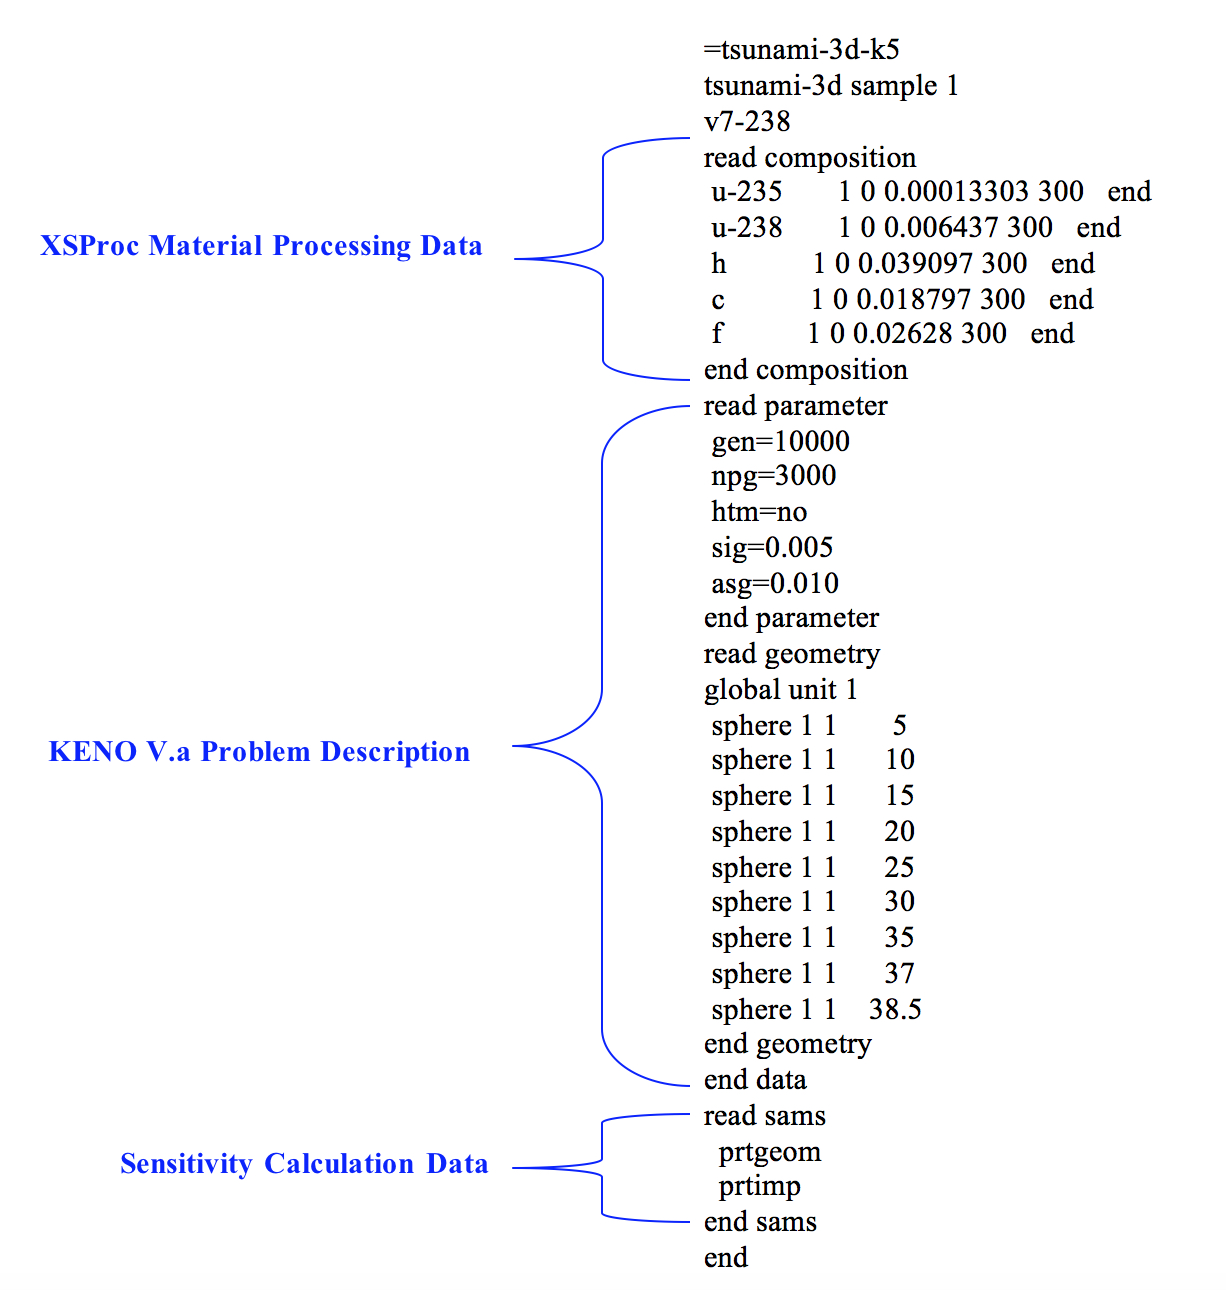 =tsunami-3d-k5
tsunami-3d sample 1
v7-238
read composition
u-235 1 0 0.00013303 300 end
u-238 1 0 0.006437 300 end
XSProc Material Processing Data
h 1 0 0.039097 300 end
c 1 0 0.018797 300 end
f 1 0 0.02628 300 end
end composition
read parameter
gen=10000
npg=3000
htm=no
sig=0.005
asg=0.010
end parameter
read geometry
global unit 1
sphere 1 1 5
KENO V.a Problem Description
sphere 1 1 10
sphere 1 1 15
sphere 1 1 20
sphere 1 1 25
sphere 1 1 30
sphere 1 1 35
sphere 1 1 37
sphere 1 1 38.5
end geometry
end data
read sams
prtgeom
Sensitivity Calculation Data
prtimp
end sams
end